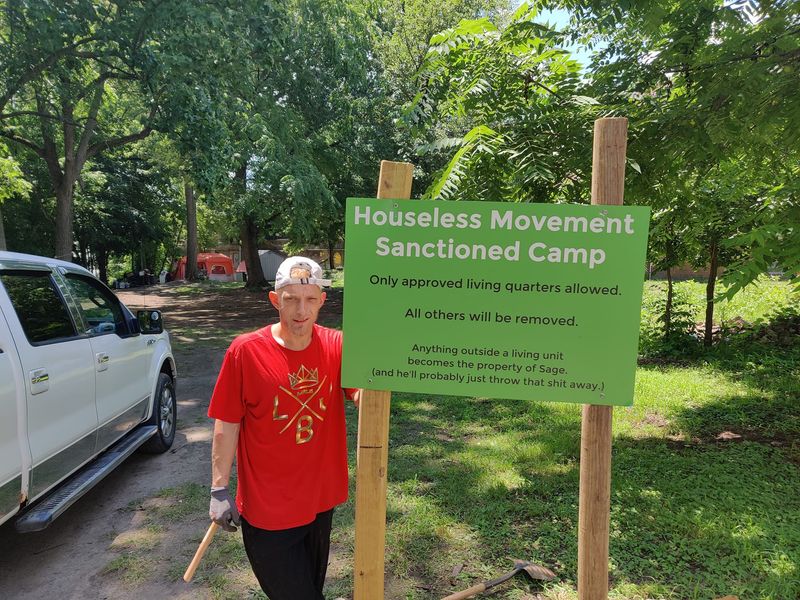 Houseless Movement
Sanctioned Camp
Only approved living quarters allowed.
All others will be removed.
Anything outside a living unit
becomes the property of Sage.
(and he'll probably just throw that shit away.)
L L
B